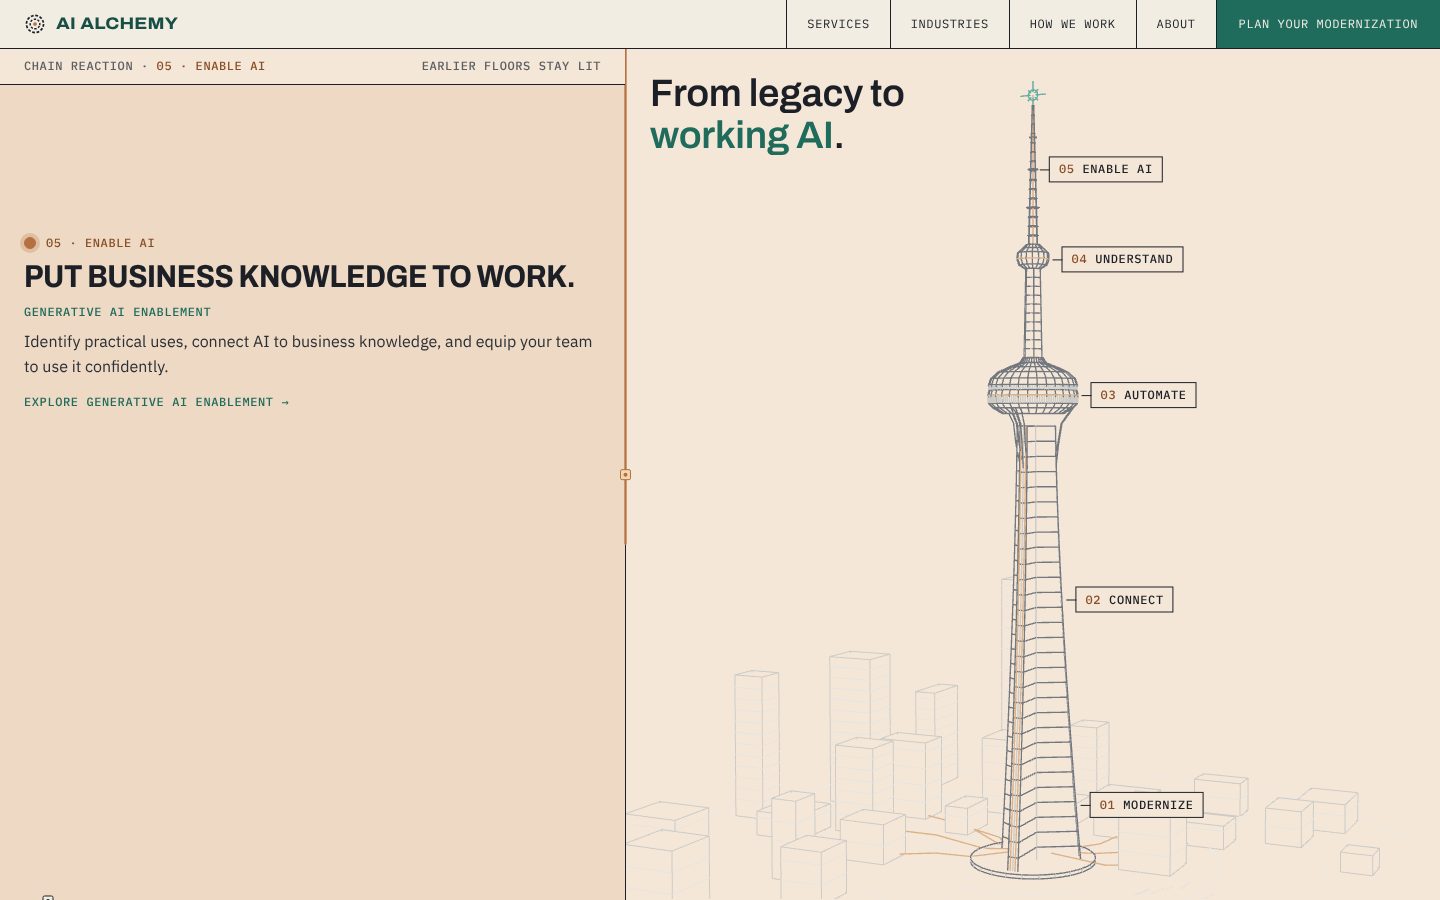 AI ALCHEMY
SERVICES
INDUSTRIES
HOW WE WORK
ABOUT
PLAN YOUR MODERNIZATION
CHAIN REACTION · 05 · ENABLE AI
EARLIER FLOORS STAY LIT
05 · ENABLE AI
PUT BUSINESS KNOWLEDGE TO WORK.
GENERATIVE AI ENABLEMENT
Identify practical uses, connect AI to business knowledge, and equip your team
to use it confidently.
EXPLORE GENERATIVE AI ENABLEMENT →
From legacy to
working AI.
05 ENABLE AI
04 UNDERSTAND
03 AUTOMATE
02 CONNECT
01 MODERNIZE